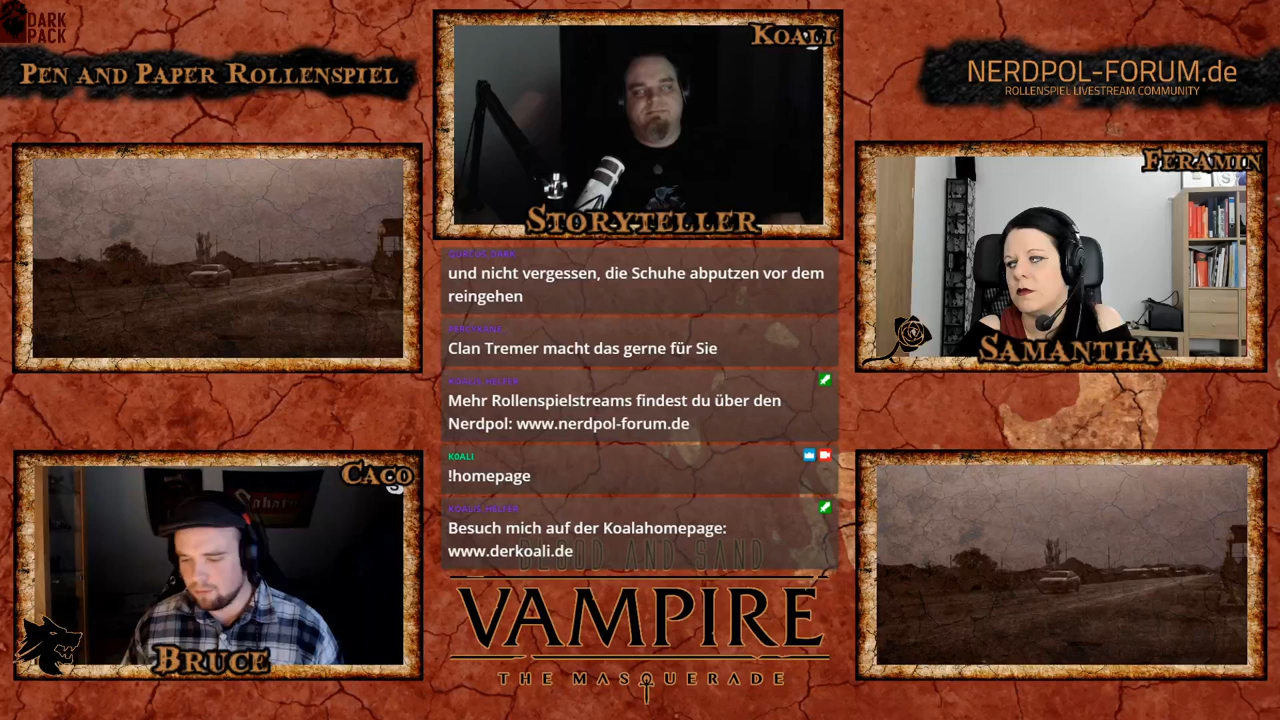 DARK
PACK
PEN AND PAPER ROLLENSPIEL
KOALI
STORYTELLER
NERDPOL-FORUM.de
ROLLENSPIEL LIVESTREAM COMMUNITY
FERAMIN
SAMANTHA
und nicht vergessen, die Schuhe abputzen vor dem
reingehen
PERCYKANE
Clan Tremer macht das gerne für Sie
KOALIS HELFER
Mehr Rollenspielstreams findest du über den
Nerdpol: www.nerdpol-forum.de
KOALI
!homepage
KOALIS HELFER
Besuch mich auf der Koalahomepage:
www.derkoali.de
CACO
BRUCE
BLOOD AND SAND
VAMPIRE
THE MASQUERADE